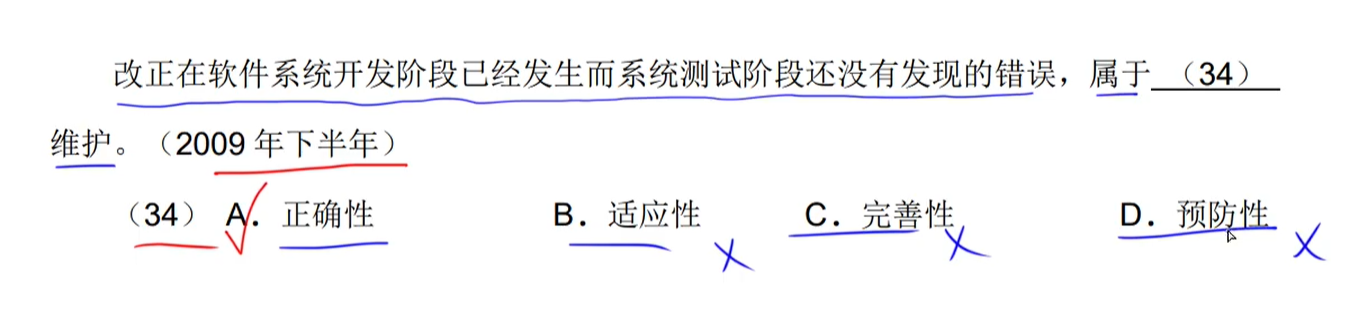 改正在软件系统开发阶段已经发生而系统测试阶段还没有发现的错误，属于 （34）
维护。（2009 年下半年）
（34） A．正确性 B．适应性 C．完善性 D．预防性